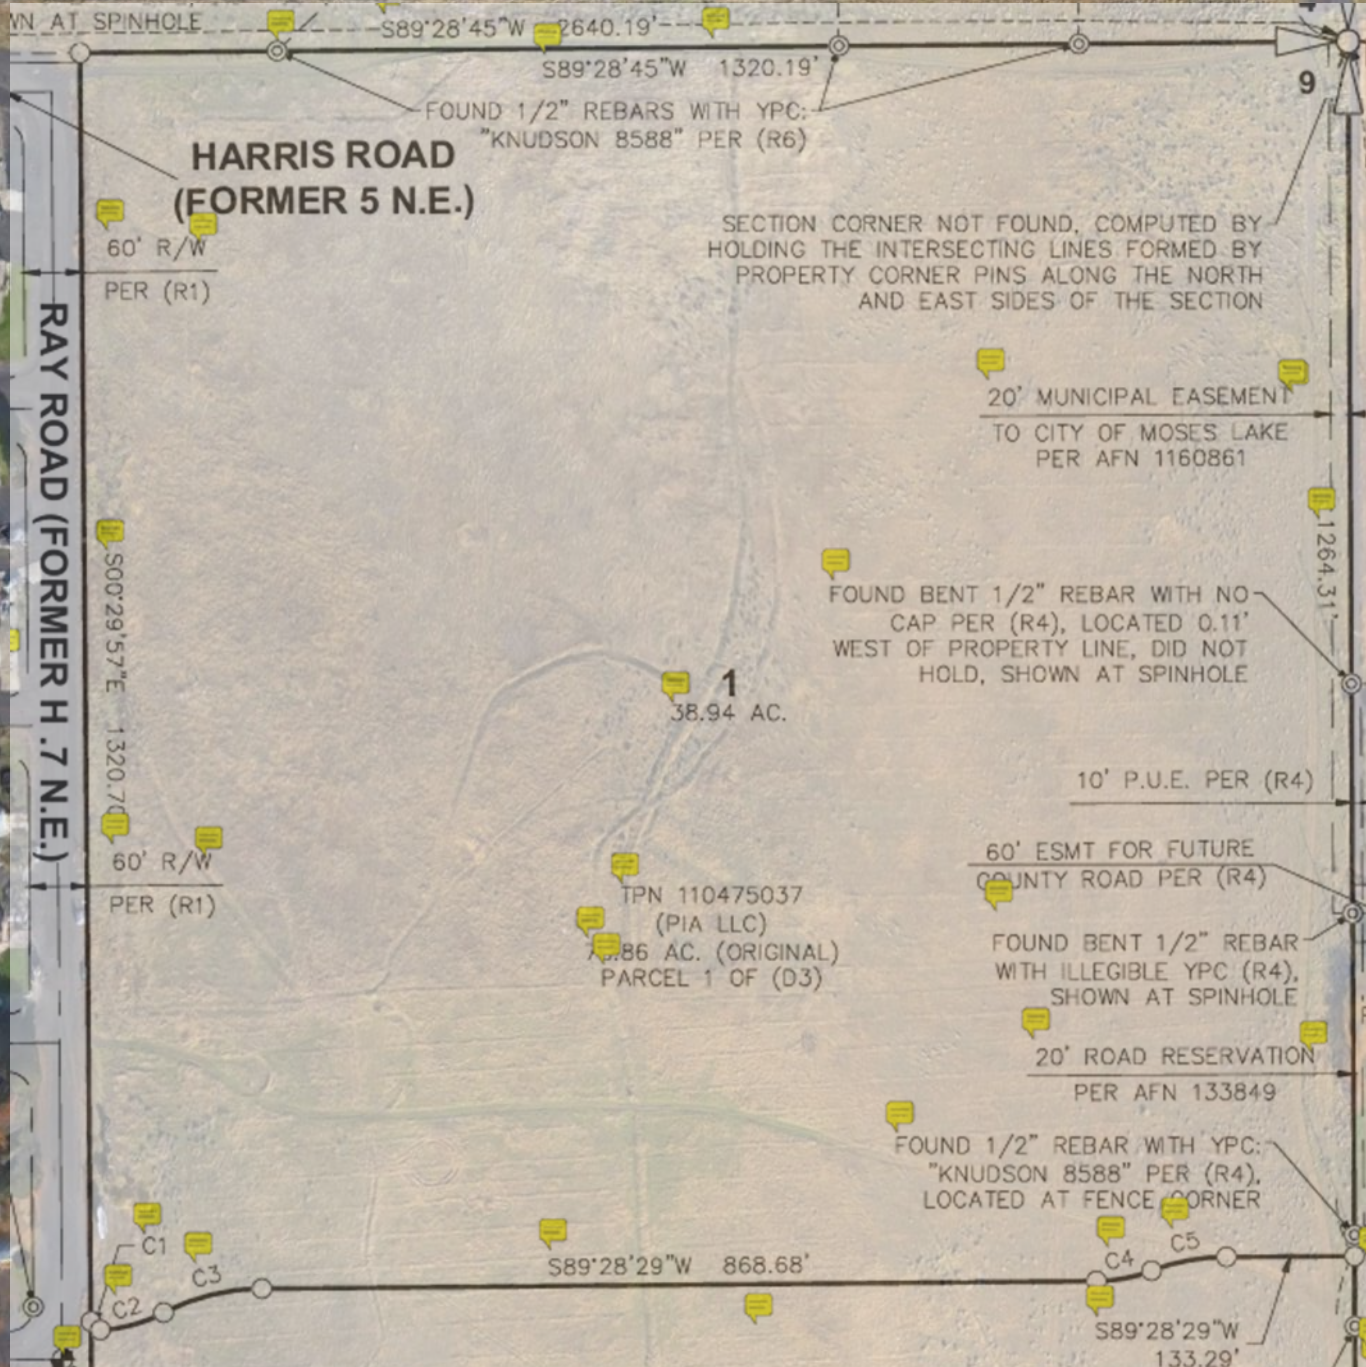 WN AT SPINHOLE
S89°28'45"W 2640.19'
S89°28'45"W 1320.19'
9
FOUND 1/2" REBARS WITH YPC:
"KNUDSON 8588" PER (R6)
HARRIS ROAD
(FORMER 5 N.E.)
60' R/W
PER (R1)
SECTION CORNER NOT FOUND, COMPUTED BY
HOLDING THE INTERSECTING LINES FORMED BY
PROPERTY CORNER PINS ALONG THE NORTH
AND EAST SIDES OF THE SECTION
RAY ROAD (FORMER H .7 N.E.)
20' MUNICIPAL EASEMENT
TO CITY OF MOSES LAKE
PER AFN 1160861
S00°29'57"E 1320.70
1264.31'
FOUND BENT 1/2" REBAR WITH NO
CAP PER (R4), LOCATED 0.11'
WEST OF PROPERTY LINE, DID NOT
HOLD, SHOWN AT SPINHOLE
1
38.94 AC.
10' P.U.E. PER (R4)
60' R/W
PER (R1)
60' ESMT FOR FUTURE
COUNTY ROAD PER (R4)
TPN 110475037
(PIA LLC)
.86 AC. (ORIGINAL)
PARCEL 1 OF (D3)
FOUND BENT 1/2" REBAR
WITH ILLEGIBLE YPC (R4),
SHOWN AT SPINHOLE
20' ROAD RESERVATION
PER AFN 133849
FOUND 1/2" REBAR WITH YPC:
"KNUDSON 8588" PER (R4),
LOCATED AT FENCE CORNER
C1
C3
C2
S89°28'29"W 868.68'
C4
C5
S89°28'29"W
133.29'